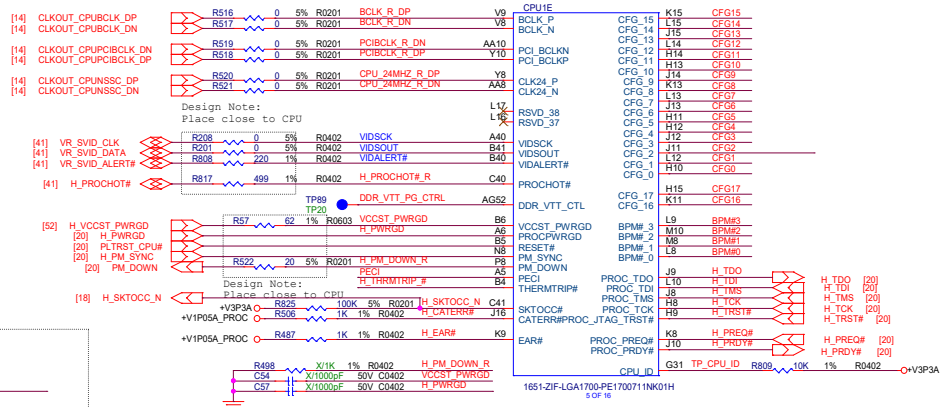 CPU1E
[14] CLKOUT_CPUBCLK_DP R516 0 5% R0201 BCLK_R_DP V9 BCLK_P CFG_15 K15 CFG15
[14] CLKOUT_CPUBCLK_DN R517 0 5% R0201 BCLK_R_DN V8 BCLK_N CFG_14 L15 CFG14
CFG_13 J15 CFG13
[14] CLKOUT_CPUPCIBCLK_DN R519 0 5% R0201 PCIBCLK_R_DN AA10 PCI_BCLKN CFG_12 L14 CFG12
[14] CLKOUT_CPUPCIBCLK_DP R518 0 5% R0201 PCIBCLK_R_DP Y10 PCI_BCLKP CFG_11 H14 CFG11
CFG_10 H13 CFG10
[14] CLKOUT_CPUNSSC_DP R520 0 5% R0201 CPU_24MHZ_R_DP Y8 CLK24_P CFG_9 J14 CFG9
[14] CLKOUT_CPUNSSC_DN R521 0 5% R0201 CPU_24MHZ_R_DN AA8 CLK24_N CFG_8 K13 CFG8
CFG_7 L13 CFG7
Design Note: L17 RSVD_38 CFG_6 J13 CFG6
Place close to CPU L16 RSVD_37 CFG_5 H11 CFG5
CFG_4 H12 CFG4
[41] VR_SVID_CLK R208 0 5% R0402 VIDSCK A40 VIDSCK CFG_3 J12 CFG3
[41] VR_SVID_DATA R201 0 5% R0402 VIDSOUT B41 VIDSOUT CFG_2 J11 CFG2
[41] VR_SVID_ALERT# R808 220 1% R0402 VIDALERT# B40 VIDALERT# CFG_1 L12 CFG1
CFG_0 H10 CFG0
[41] H_PROCHOT# R817 499 1% R0402 H_PROCHOT#_R C40 PROCHOT#
CFG_17 H15 CFG17
TP89 DDR_VTT_PG_CTRL AG52 DDR_VTT_CTL CFG_16 K11 CFG16
TP20
[52] H_VCCST_PWRGD R57 62 1% R0603 VCCST_PWRGD B6 VCCST_PWRGD BPM#_3 L9 BPM#3
[20] H_PWRGD H_PWRGD A6 PROCPWRGD BPM#_2 M10 BPM#2
[20] PLTRST_CPU# B5 RESET# BPM#_1 M8 BPM#1
[20] H_PM_SYNC N8 PM_SYNC BPM#_0 L8 BPM#0
[20] PM_DOWN R522 20 5% R0201 H_PM_DOWN_R P8 PM_DOWN
PECI A5 PECI PROC_TDO J9 H_TDO H_TDO [20]
Design Note: H_THRMTRIP_# B4 THERMTRIP# PROC_TDI L10 H_TDI H_TDI [20]
Place close to CPU PROC_TMS J8 H_TMS H_TMS [20]
[18] H_SKTOCC_N +V3P3A R825 100K 5% R0201 H_SKTOCC_N C41 SKTOCC# PROC_TCK H8 H_TCK H_TCK [20]
+V1P05A_PROC R506 1K 1% R0402 H_CATERR# J16 CATERR# PROC_JTAG_TRST# H9 H_TRST# H_TRST# [20]
+V1P05A_PROC R487 1K 1% R0402 H_EAR# K9 EAR# PROC_PREQ# K8 H_PREQ# H_PREQ# [20]
PROC_PRDY# J10 H_PRDY# H_PRDY# [20]
R498 X/1K 1% R0402 H_PM_DOWN_R CPU_ID G31 TP_CPU_ID R809 10K 1% R0402 +V3P3A
C54 X/1000pF 50V C0402 VCCST_PWRGD
C57 X/1000pF 50V C0402 H_PWRGD
1651-ZIF-LGA1700-PE1700711NK01H
5 OF 16